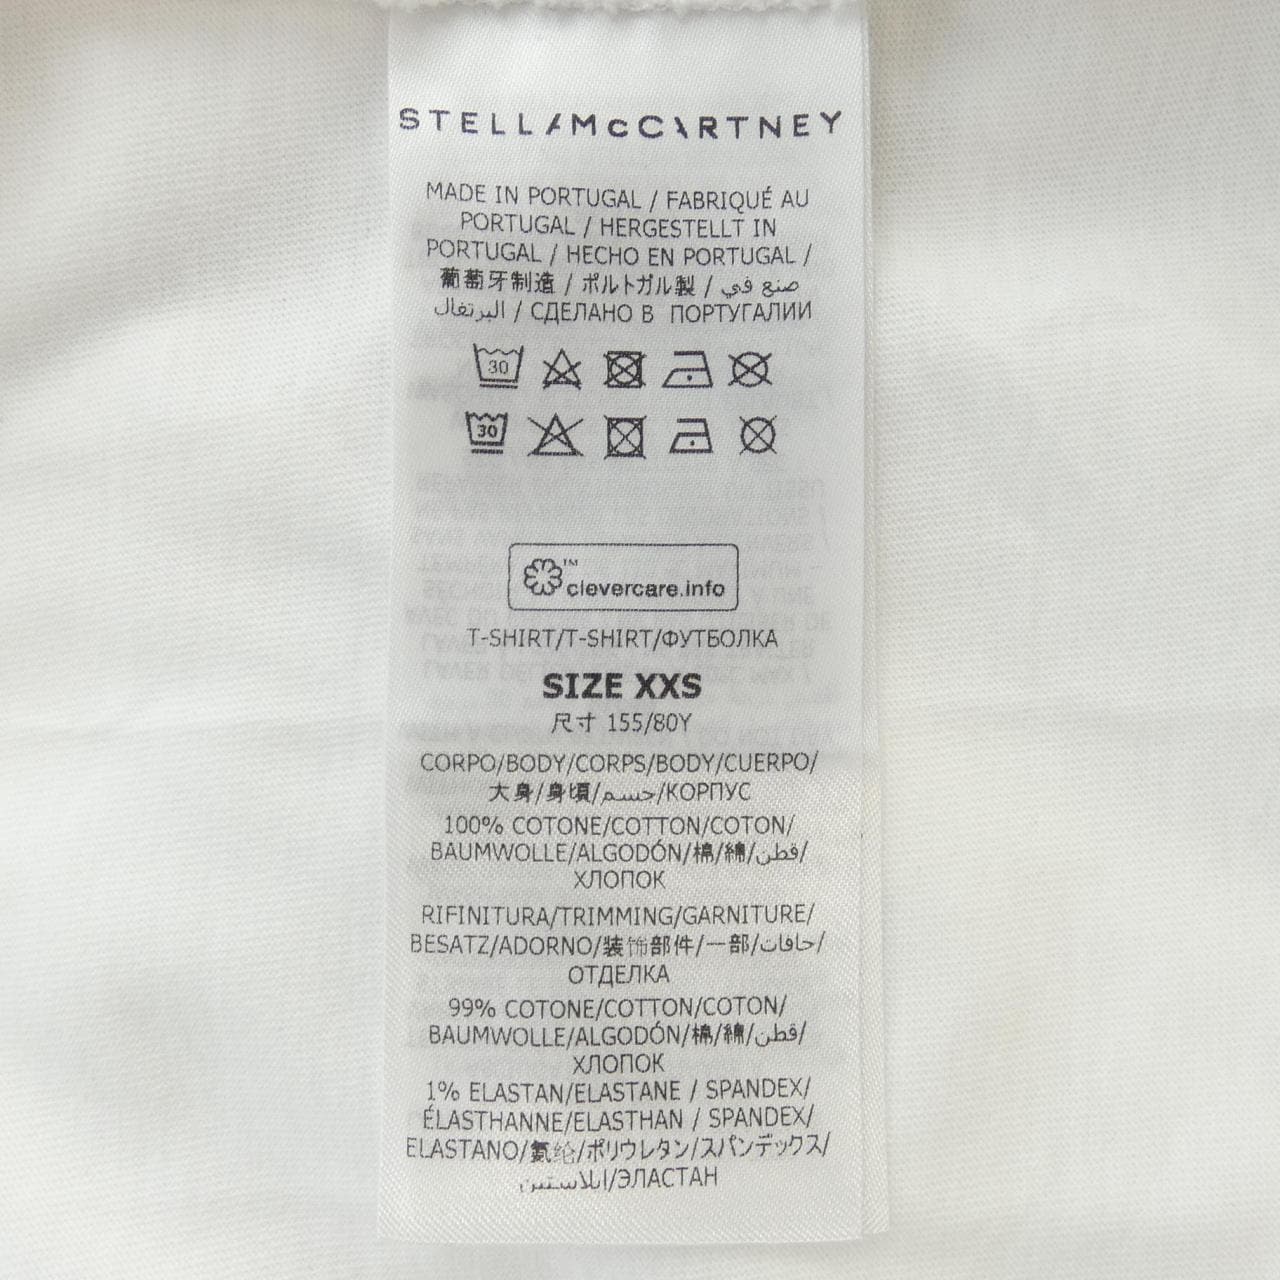 STELLA McCARTNEY
MADE IN PORTUGAL / FABRIQUÉ AU
PORTUGAL / HERGESTELLT IN
PORTUGAL / HECHO EN PORTUGAL /
葡萄牙制造 / ポルトガル製 / صنع في
البرتغال / СДЕЛАНО В ПОРТУГАЛИИ
30
30
™
clevercare.info
T-SHIRT/T-SHIRT/ФУТБОЛКА
SIZE XXS
尺寸 155/80Y
CORPO/BODY/CORPS/BODY/CUERPO/
大身/身頃/جسم/КОРПУС
100% COTONE/COTTON/COTON/
BAUMWOLLE/ALGODÓN/棉/綿/قطن/
ХЛОПОК
RIFINITURA/TRIMMING/GARNITURE/
BESATZ/ADORNO/装饰部件/一部/حافات/
ОТДЕЛКА
99% COTONE/COTTON/COTON/
BAUMWOLLE/ALGODÓN/棉/綿/قطن/
ХЛОПОК
1% ELASTAN/ELASTANE / SPANDEX/
ÉLASTHANNE/ELASTHAN / SPANDEX/
ELASTANO/氨纶/ポリウレタン/スパンデックス/
ايلاستين/ЭЛАСТАН